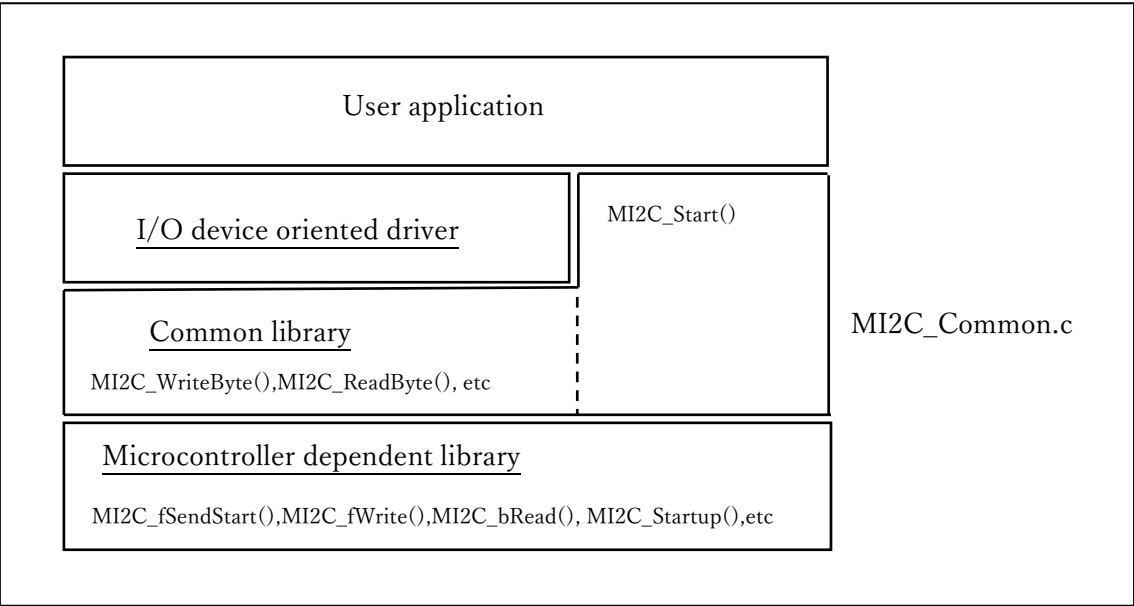 User application
I/O device oriented driver
MI2C_Start()
Common library
MI2C_WriteByte(),MI2C_ReadByte(), etc
MI2C_Common.c
Microcontroller dependent library
MI2C_fSendStart(),MI2C_fWrite(),MI2C_bRead(), MI2C_Startup(),etc